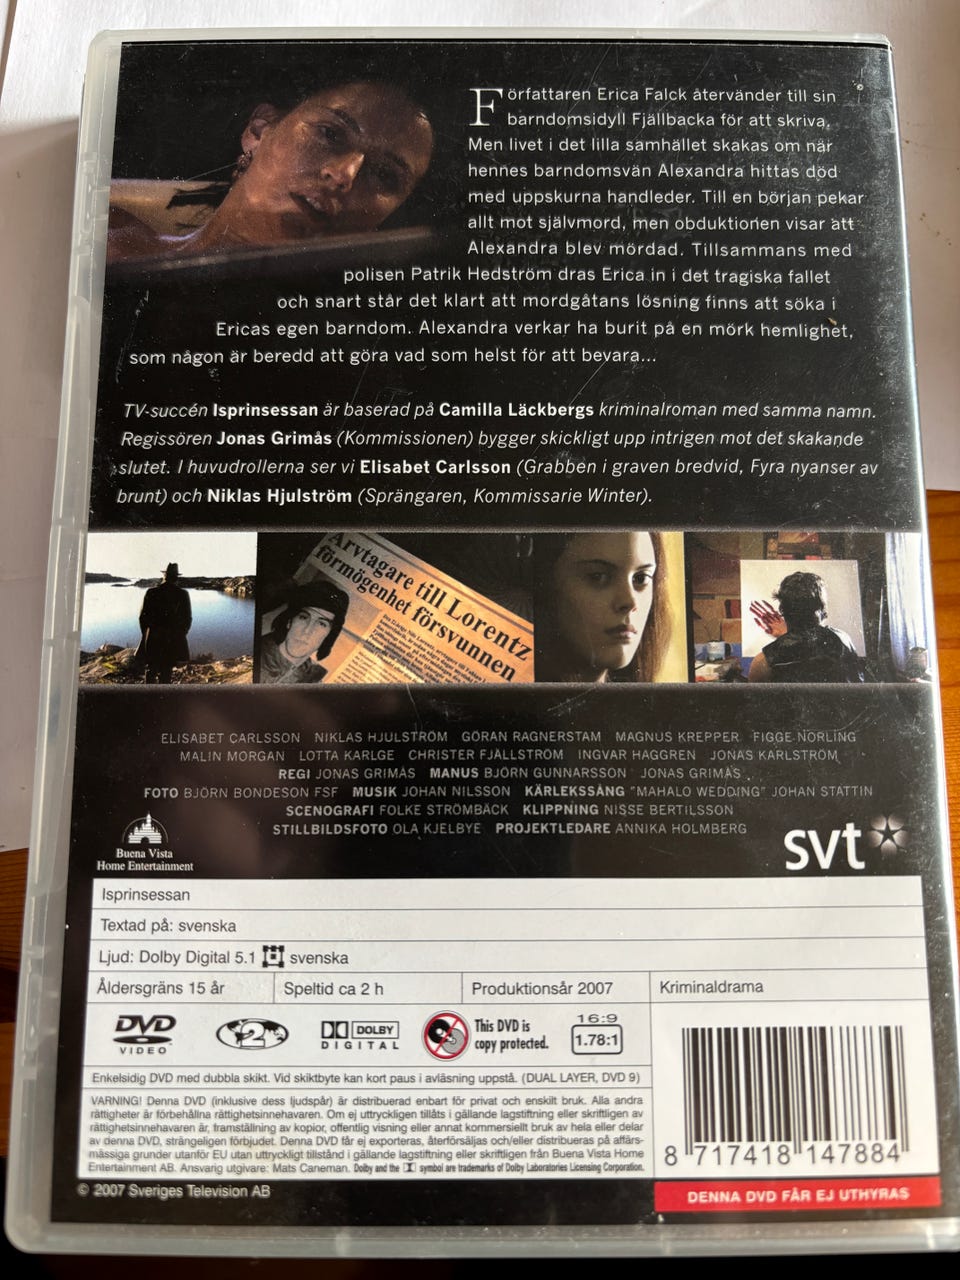 Författaren Erica Falck återvänder till sin
barndomsidyll Fjällbacka för att skriva.
Men livet i det lilla samhället skakas om när
hennes barndomsvän Alexandra hittas död
med uppskurna handleder. Till en början pekar
allt mot självmord, men obduktionen visar att
Alexandra blev mördad. Tillsammans med
polisen Patrik Hedström dras Erica in i det tragiska fallet
och snart står det klart att mordgåtans lösning finns att söka i
Ericas egen barndom. Alexandra verkar ha burit på en mörk hemlighet,
som någon är beredd att göra vad som helst för att bevara...
TV-succén Isprinsessan är baserad på Camilla Läckbergs kriminalroman med samma namn.
Regissören Jonas Grimås (Kommissionen) bygger skickligt upp intrigen mot det skakande
slutet. I huvudrollerna ser vi Elisabet Carlsson (Grabben i graven bredvid, Fyra nyanser av
brunt) och Niklas Hjulström (Sprängaren, Kommissarie Winter).
Arvtagare till Lorentz
förmögenhet försvunnen
ELISABET CARLSSON NIKLAS HJULSTRÖM GÖRAN RAGNERSTAM MAGNUS KREPPER FIGGE NORLING
MALIN MORGAN LOTTA KARLGE CHRISTER FJÄLLSTRÖM INGVAR HAGGREN JONAS KARLSTRÖM
REGI JONAS GRIMÅS MANUS BJÖRN GUNNARSSON JONAS GRIMÅS
FOTO BJÖRN BONDESON FSF MUSIK JOHAN NILSSON KÄRLEKSSÅNG "MAHALO WEDDING" JOHAN STATTIN
SCENOGRAFI FOLKE STRÖMBÄCK KLIPPNING NISSE BERTILSSON
STILLBILDSFOTO OLA KJELBYE PROJEKTLEDARE ANNIKA HOLMBERG
Buena Vista
Home Entertainment
svt
Isprinsessan
Textad på: svenska
Ljud: Dolby Digital 5.1 svenska
Åldersgräns 15 år Speltid ca 2 h Produktionsår 2007 Kriminaldrama
DVD VIDEO
2
DOLBY DIGITAL
This DVD is
copy protected.
16:9
1.78:1
Enkelsidig DVD med dubbla skikt. Vid skiktbyte kan kort paus i avläsning uppstå. (DUAL LAYER, DVD 9)
VARNING! Denna DVD (inklusive dess ljudspår) är distribuerad enbart för privat och enskilt bruk. Alla andra
rättigheter är förbehållna rättighetsinnehavaren. Om ej uttryckligen tillåts i gällande lagstiftning eller skriftligen av
rättighetsinnehavaren är, framställning av kopior, offentlig visning eller annat kommersiellt bruk av hela eller delar
av denna DVD, strängeligen förbjudet. Denna DVD får ej exporteras, återförsäljas och/eller distribueras på affärs-
mässiga grunder utanför EU utan uttryckligt tillstånd i gällande lagstiftning eller skriftligen från Buena Vista Home
Entertainment AB. Ansvarig utgivare: Mats Caneman. Dolby and the symbol are trademarks of Dolby Laboratories Licensing Corporation.
8 717418 147884
© 2007 Sveriges Television AB
DENNA DVD FÅR EJ UTHYRAS